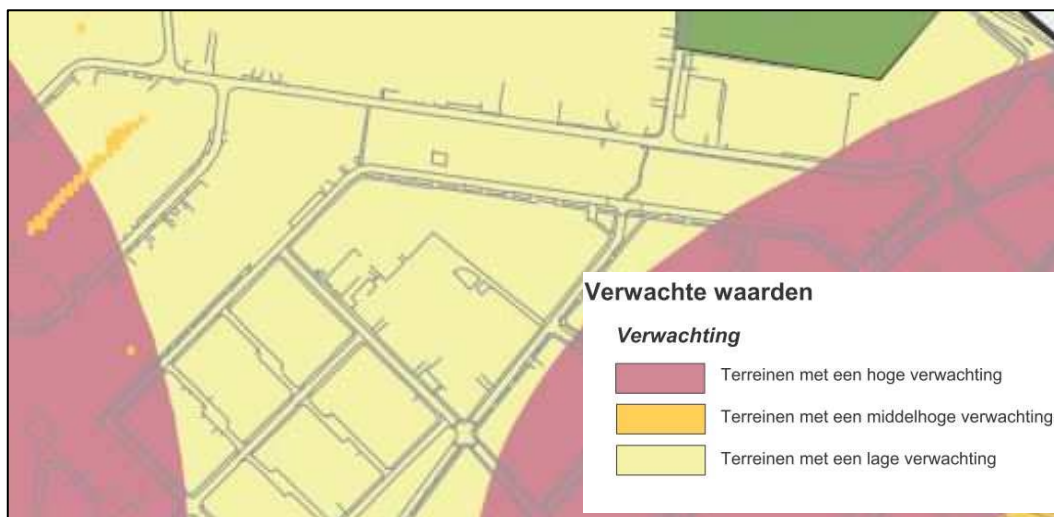 Verwachte waarden
Verwachting
Terreinen met een hoge verwachting
Terreinen met een middelhoge verwachting
Terreinen met een lage verwachting